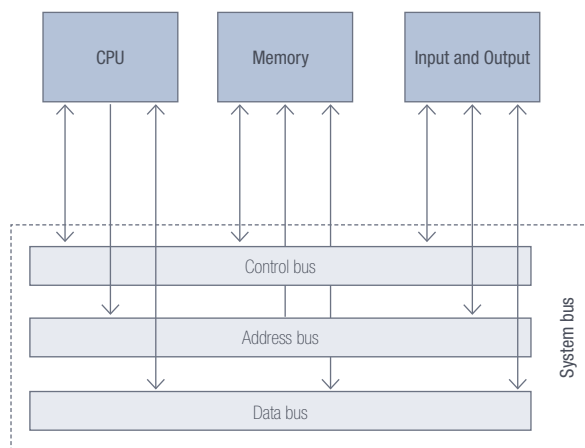 CPU
Memory
Input and Output
Control bus
Address bus
Data bus
System bus